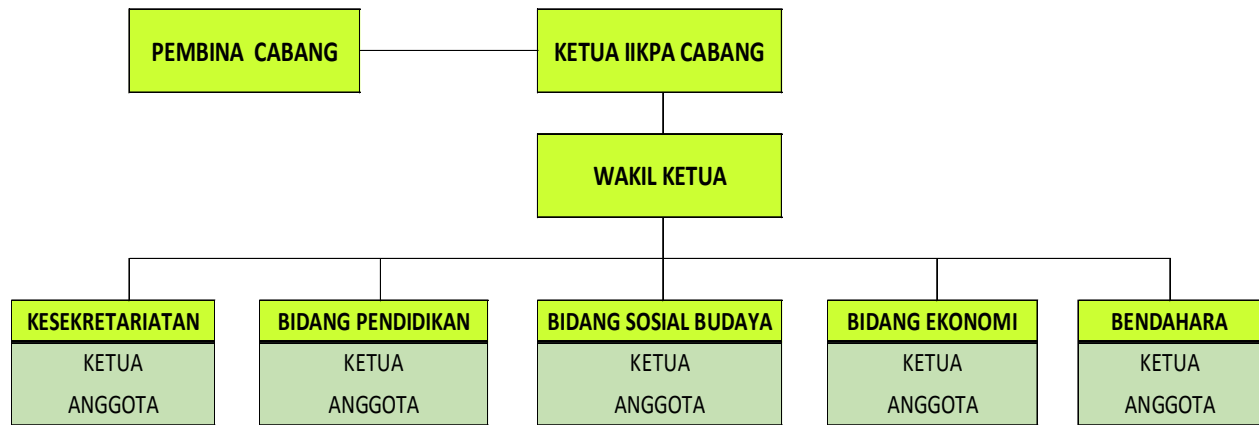 PEMBINA CABANG
KETUA IIKPA CABANG
WAKIL KETUA
KESEKRETARIATAN
KETUA
ANGGOTA
BIDANG PENDIDIKAN
KETUA
ANGGOTA
BIDANG SOSIAL BUDAYA
KETUA
ANGGOTA
BIDANG EKONOMI
KETUA
ANGGOTA
BENDAHARA
KETUA
ANGGOTA